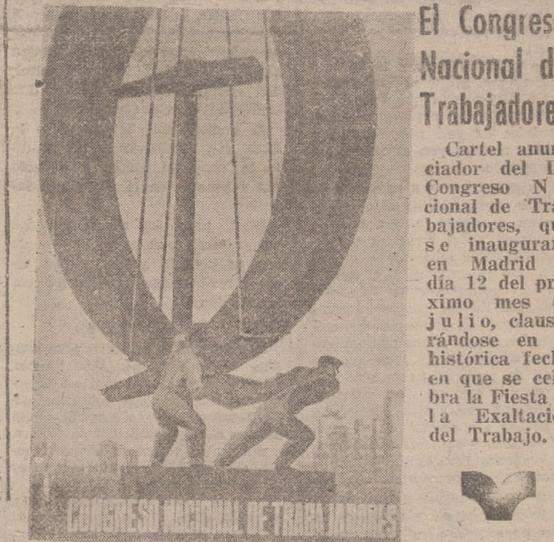 El Congres
Nacional d
Trabajadore
Cartel anun
ciador del I
Congreso N
cional de Tra
bajadores, qu
se inaugurar
en Madrid
día 12 del pr
ximo mes d
julio, claus
rándose en
histórica fech
en que se cel
bra la Fiesta
la Exaltació
del Trabajo.
CONGRESO NACIONAL DE TRABAJADORES